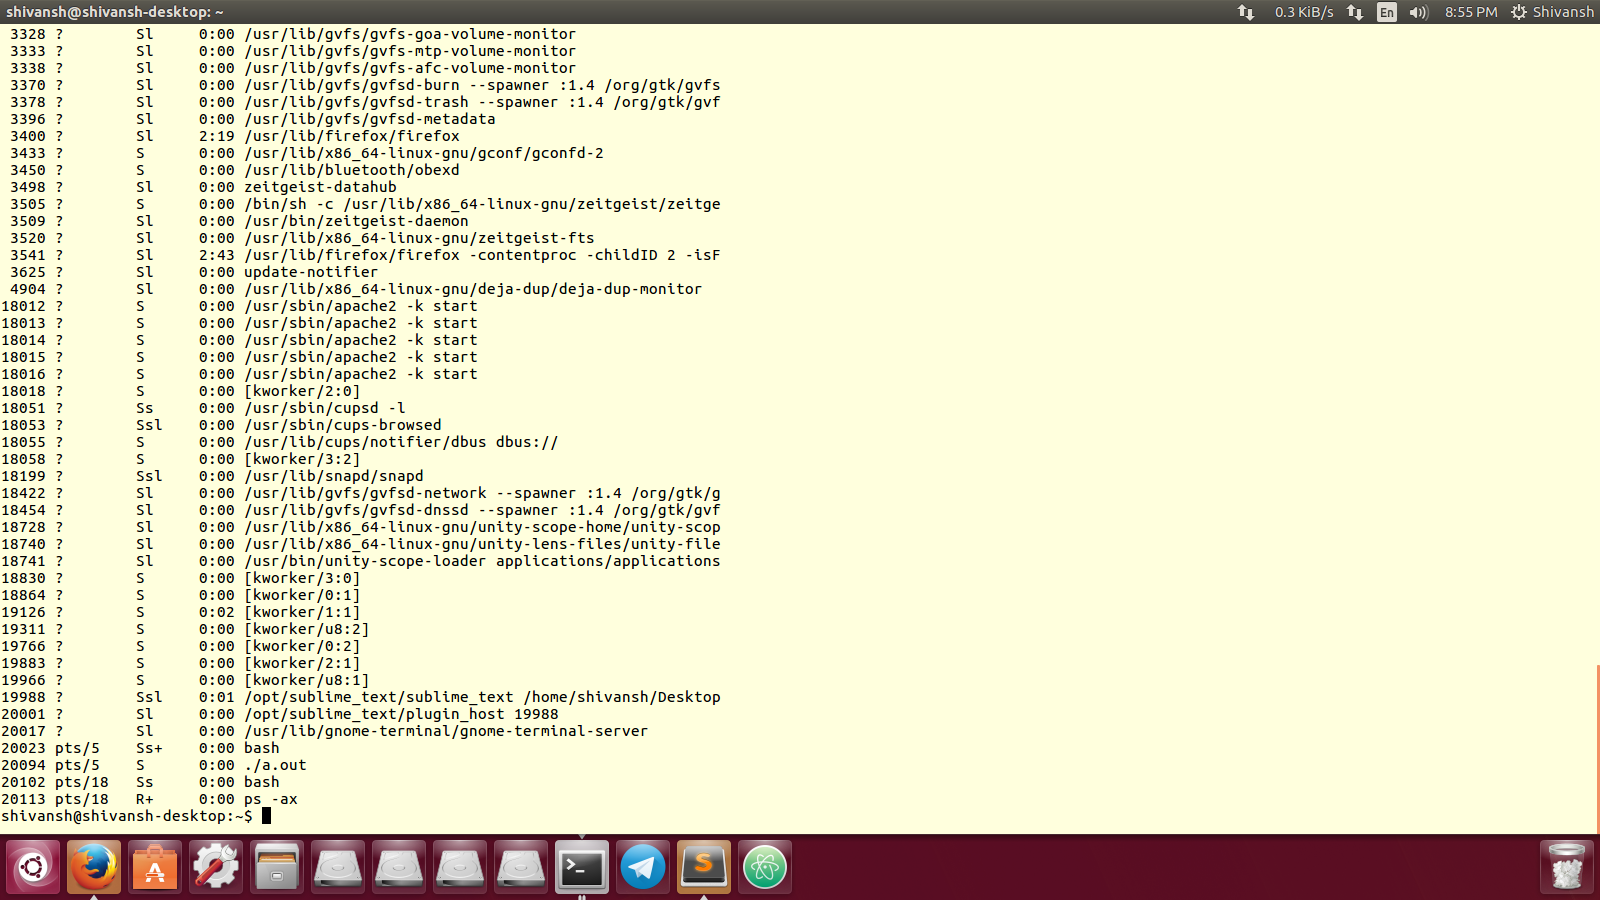 shivansh@shivansh-desktop: ~ 0.3 KiB/s En 8:55 PM Shivansh
3328 ? Sl 0:00 /usr/lib/gvfs/gvfs-goa-volume-monitor
3333 ? Sl 0:00 /usr/lib/gvfs/gvfs-mtp-volume-monitor
3338 ? Sl 0:00 /usr/lib/gvfs/gvfs-afc-volume-monitor
3370 ? Sl 0:00 /usr/lib/gvfs/gvfsd-burn --spawner :1.4 /org/gtk/gvfs
3378 ? Sl 0:00 /usr/lib/gvfs/gvfsd-trash --spawner :1.4 /org/gtk/gvf
3396 ? Sl 0:00 /usr/lib/gvfs/gvfsd-metadata
3400 ? Sl 2:19 /usr/lib/firefox/firefox
3433 ? S 0:00 /usr/lib/x86_64-linux-gnu/gconf/gconfd-2
3450 ? S 0:00 /usr/lib/bluetooth/obexd
3498 ? Sl 0:00 zeitgeist-datahub
3505 ? S 0:00 /bin/sh -c /usr/lib/x86_64-linux-gnu/zeitgeist/zeitge
3509 ? Sl 0:00 /usr/bin/zeitgeist-daemon
3520 ? Sl 0:00 /usr/lib/x86_64-linux-gnu/zeitgeist-fts
3541 ? Sl 2:43 /usr/lib/firefox/firefox -contentproc -childID 2 -isF
3625 ? Sl 0:00 update-notifier
4904 ? Sl 0:00 /usr/lib/x86_64-linux-gnu/deja-dup/deja-dup-monitor
18012 ? S 0:00 /usr/sbin/apache2 -k start
18013 ? S 0:00 /usr/sbin/apache2 -k start
18014 ? S 0:00 /usr/sbin/apache2 -k start
18015 ? S 0:00 /usr/sbin/apache2 -k start
18016 ? S 0:00 /usr/sbin/apache2 -k start
18018 ? S 0:00 [kworker/2:0]
18051 ? Ss 0:00 /usr/sbin/cupsd -l
18053 ? Ssl 0:00 /usr/sbin/cups-browsed
18055 ? S 0:00 /usr/lib/cups/notifier/dbus dbus://
18058 ? S 0:00 [kworker/3:2]
18199 ? Ssl 0:00 /usr/lib/snapd/snapd
18422 ? Sl 0:00 /usr/lib/gvfs/gvfsd-network --spawner :1.4 /org/gtk/g
18454 ? Sl 0:00 /usr/lib/gvfs/gvfsd-dnssd --spawner :1.4 /org/gtk/gvf
18728 ? Sl 0:00 /usr/lib/x86_64-linux-gnu/unity-scope-home/unity-scop
18740 ? Sl 0:00 /usr/lib/x86_64-linux-gnu/unity-lens-files/unity-file
18741 ? Sl 0:00 /usr/bin/unity-scope-loader applications/applications
18830 ? S 0:00 [kworker/3:0]
18864 ? S 0:00 [kworker/0:1]
19126 ? S 0:02 [kworker/1:1]
19311 ? S 0:00 [kworker/u8:2]
19766 ? S 0:00 [kworker/0:2]
19883 ? S 0:00 [kworker/2:1]
19966 ? S 0:00 [kworker/u8:1]
19988 ? Ssl 0:01 /opt/sublime_text/sublime_text /home/shivansh/Desktop
20001 ? Sl 0:00 /opt/sublime_text/plugin_host 19988
20017 ? Sl 0:00 /usr/lib/gnome-terminal/gnome-terminal-server
20023 pts/5 Ss+ 0:00 bash
20094 pts/5 S 0:00 ./a.out
20102 pts/18 Ss 0:00 bash
20113 pts/18 R+ 0:00 ps -ax
shivansh@shivansh-desktop:~$